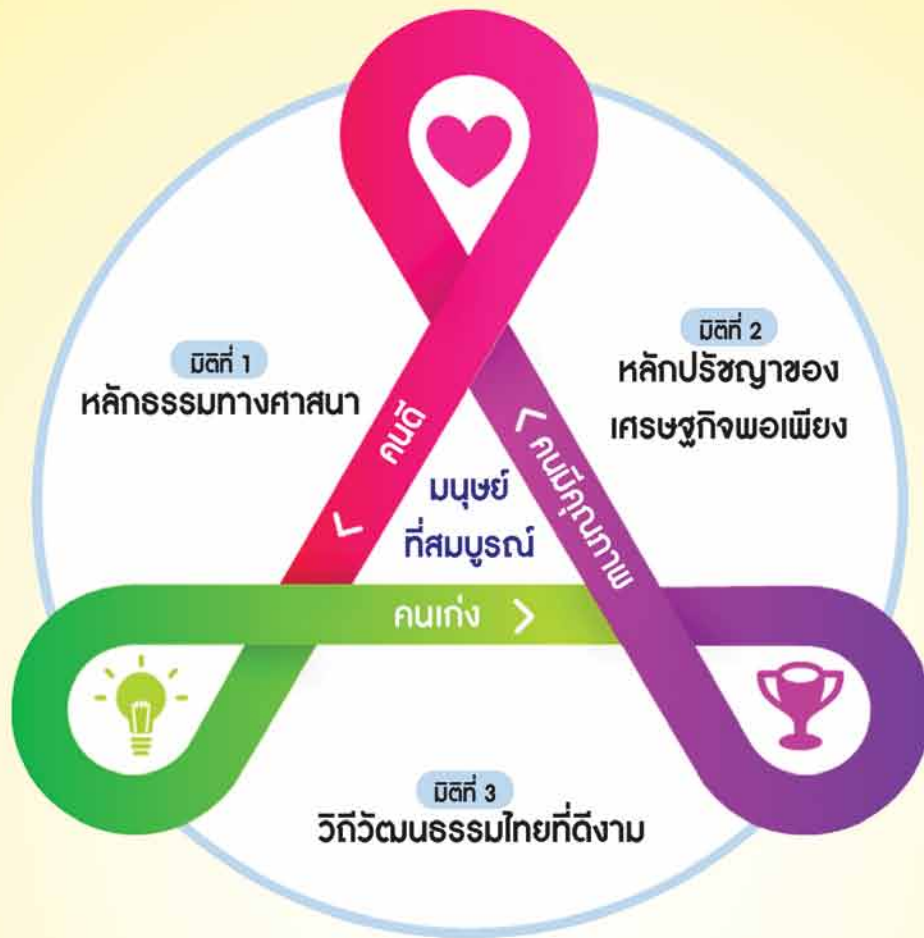 มิติที่ 1
หลักธรรมทางศาสนา
มิติที่ 2
หลักปรัชญาของ
เศรษฐกิจพอเพียง
คนดี
คนมีคุณภาพ
มนุษย์
ที่สมบูรณ์
คนเก่ง
มิติที่ 3
วิถีวัฒนธรรมไทยที่ดีงาม